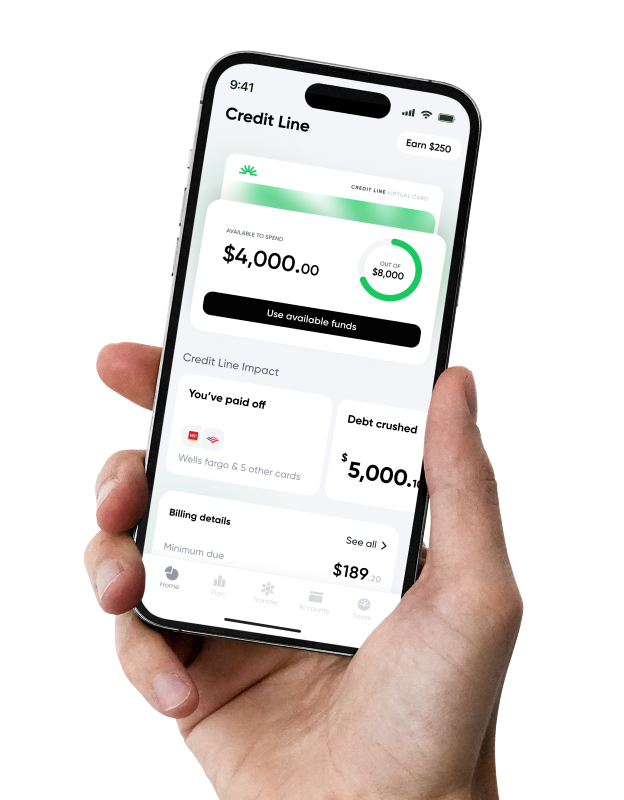 9:41
Credit Line
Earn $250
CREDIT LINE VIRTUAL CARD
AVAILABLE TO SPEND
$4,000.00
OUT OF
$8,000
Use available funds
Credit Line Impact
You've paid off
Wells fargo & 5 other cards
Debt crushed
$5,000.10
Billing details
See all
Minimum due
$189.20
Home
Plan
Transfer
Accounts
Score